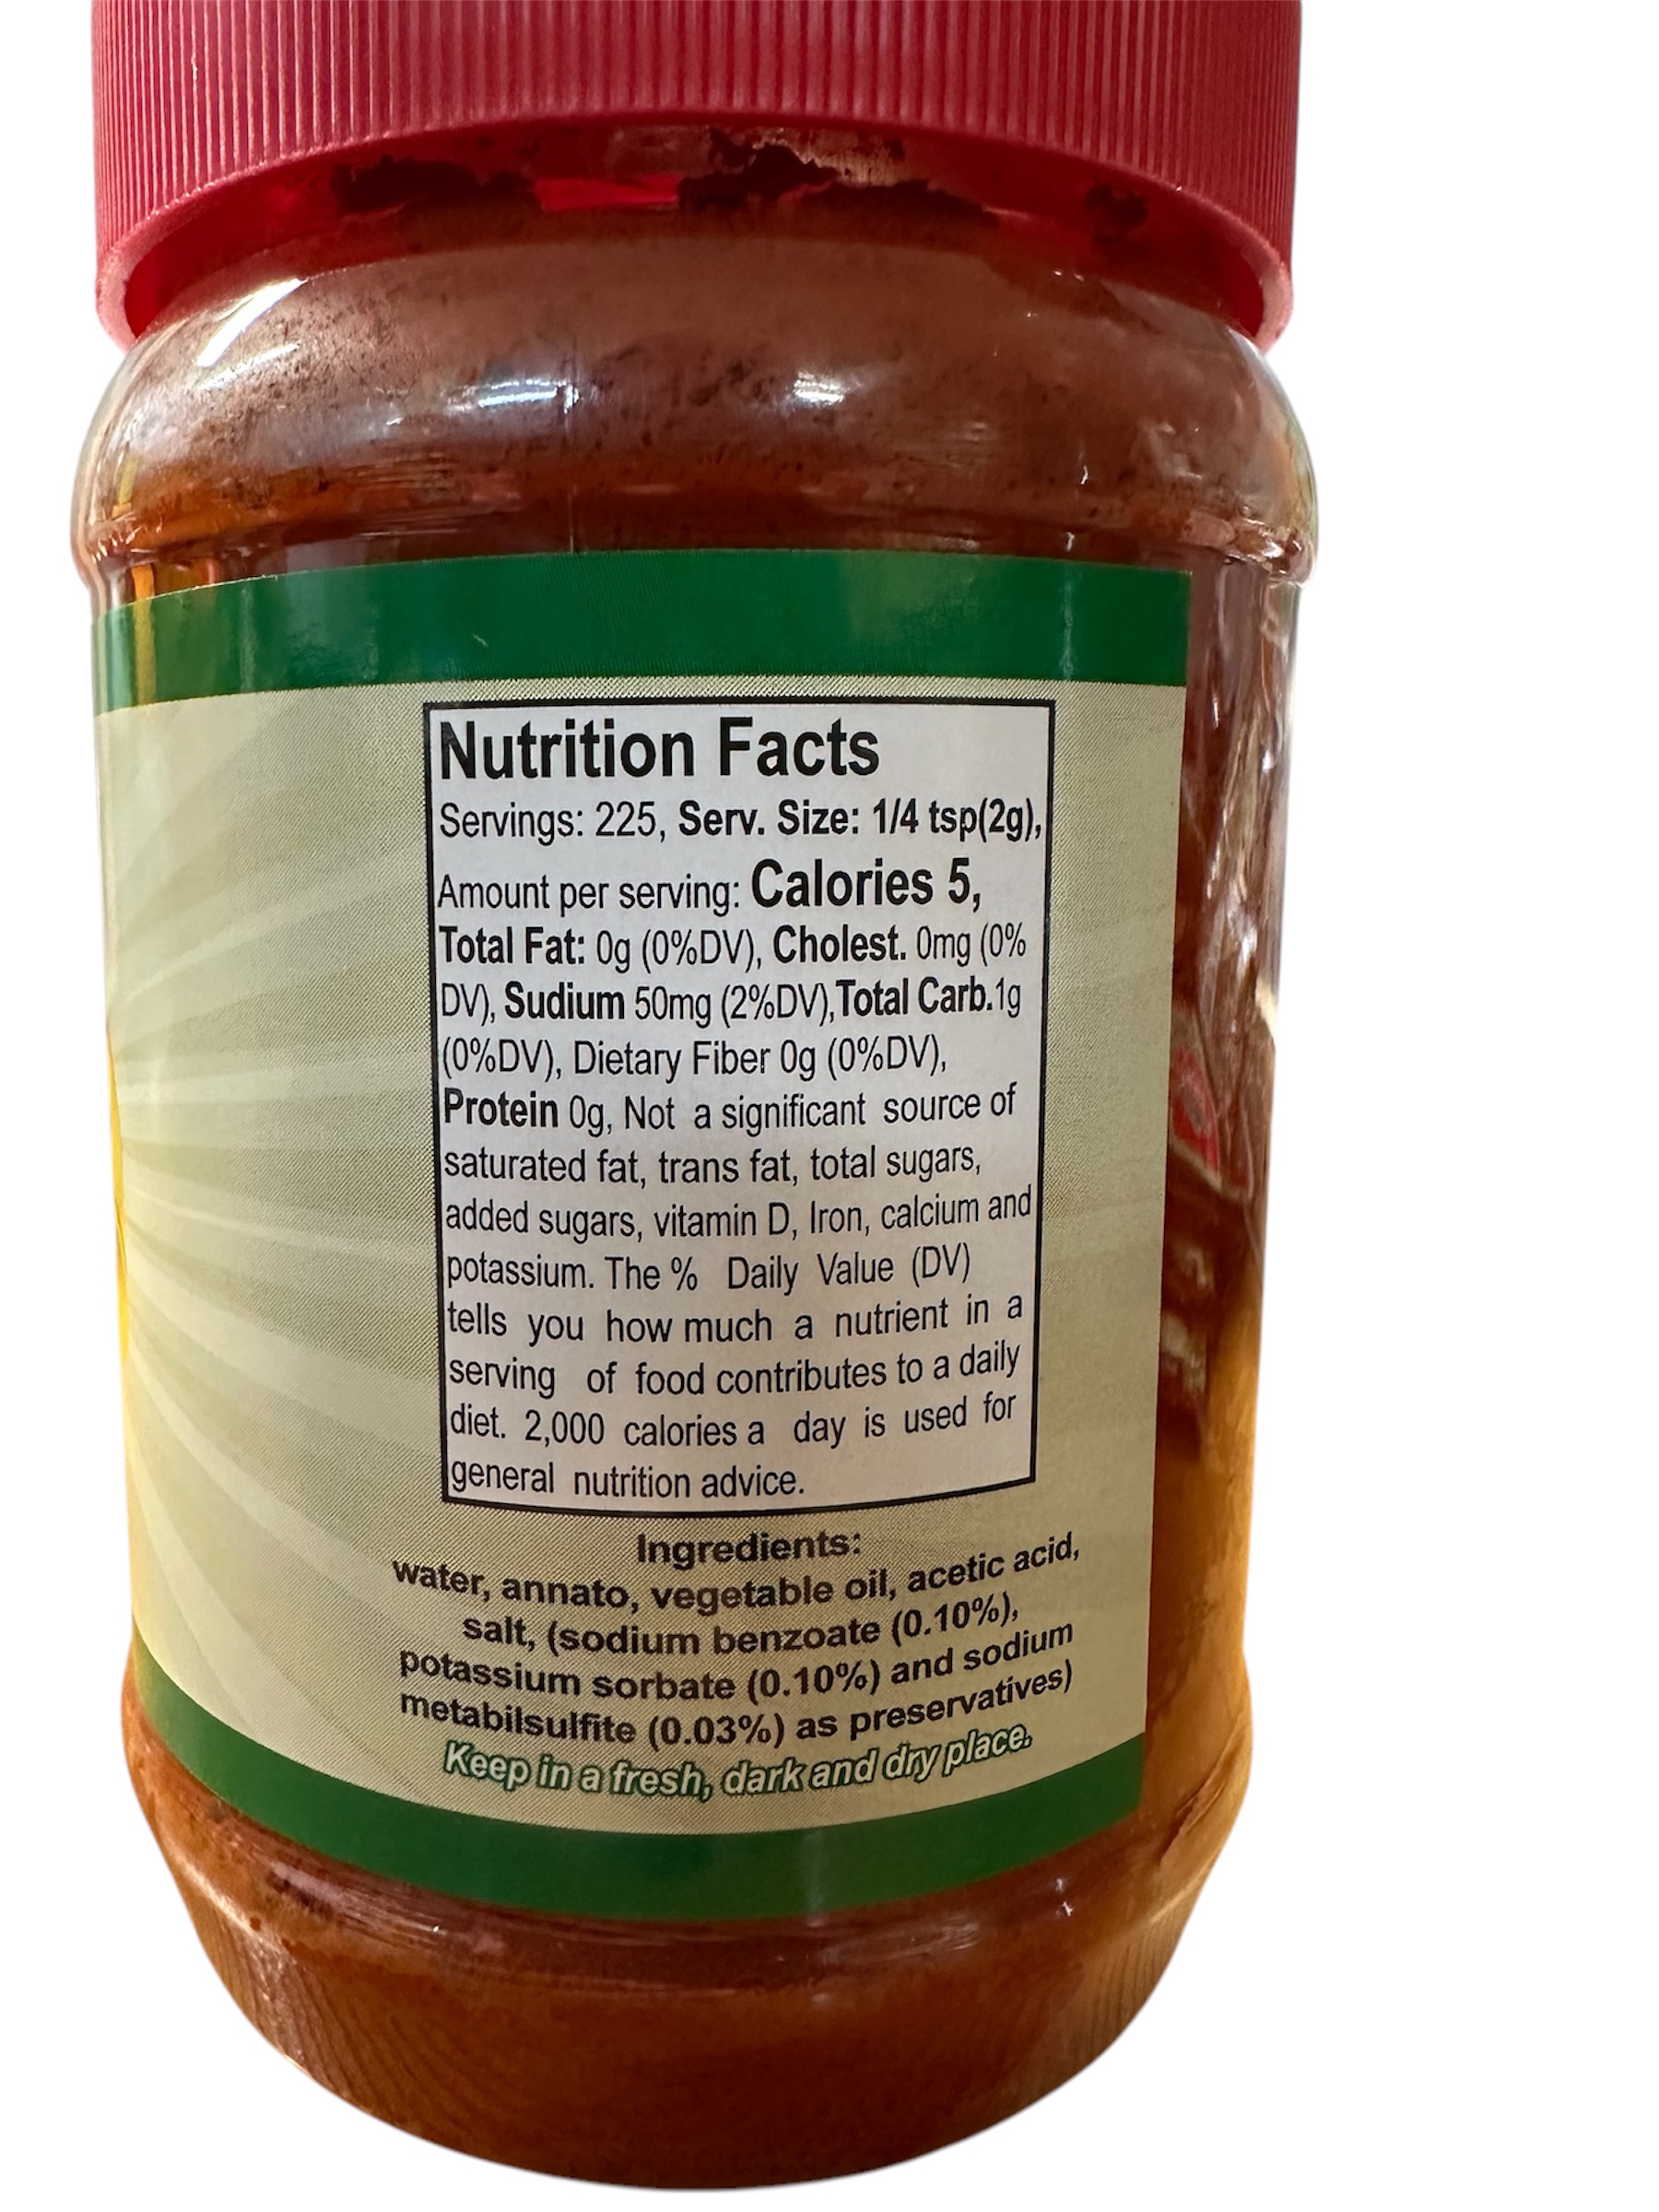 Nutrition Facts
Servings: 225, Serv. Size: 1/4 tsp(2g),
Amount per serving: Calories 5,
Total Fat: 0g (0%DV), Cholest. 0mg (0%
DV), Sudium 50mg (2%DV),Total Carb.1g
(0%DV), Dietary Fiber 0g (0%DV),
Protein 0g, Not a significant source of
saturated fat, trans fat, total sugars,
added sugars, vitamin D, Iron, calcium and
potassium. The % Daily Value (DV)
tells you how much a nutrient in a
serving of food contributes to a daily
diet. 2,000 calories a day is used for
general nutrition advice.
Ingredients:
water, annato, vegetable oil, acetic acid,
salt, (sodium benzoate (0.10%),
potassium sorbate (0.10%) and sodium
metabilsulfite (0.03%) as preservatives)
Keep in a fresh, dark and dry place.